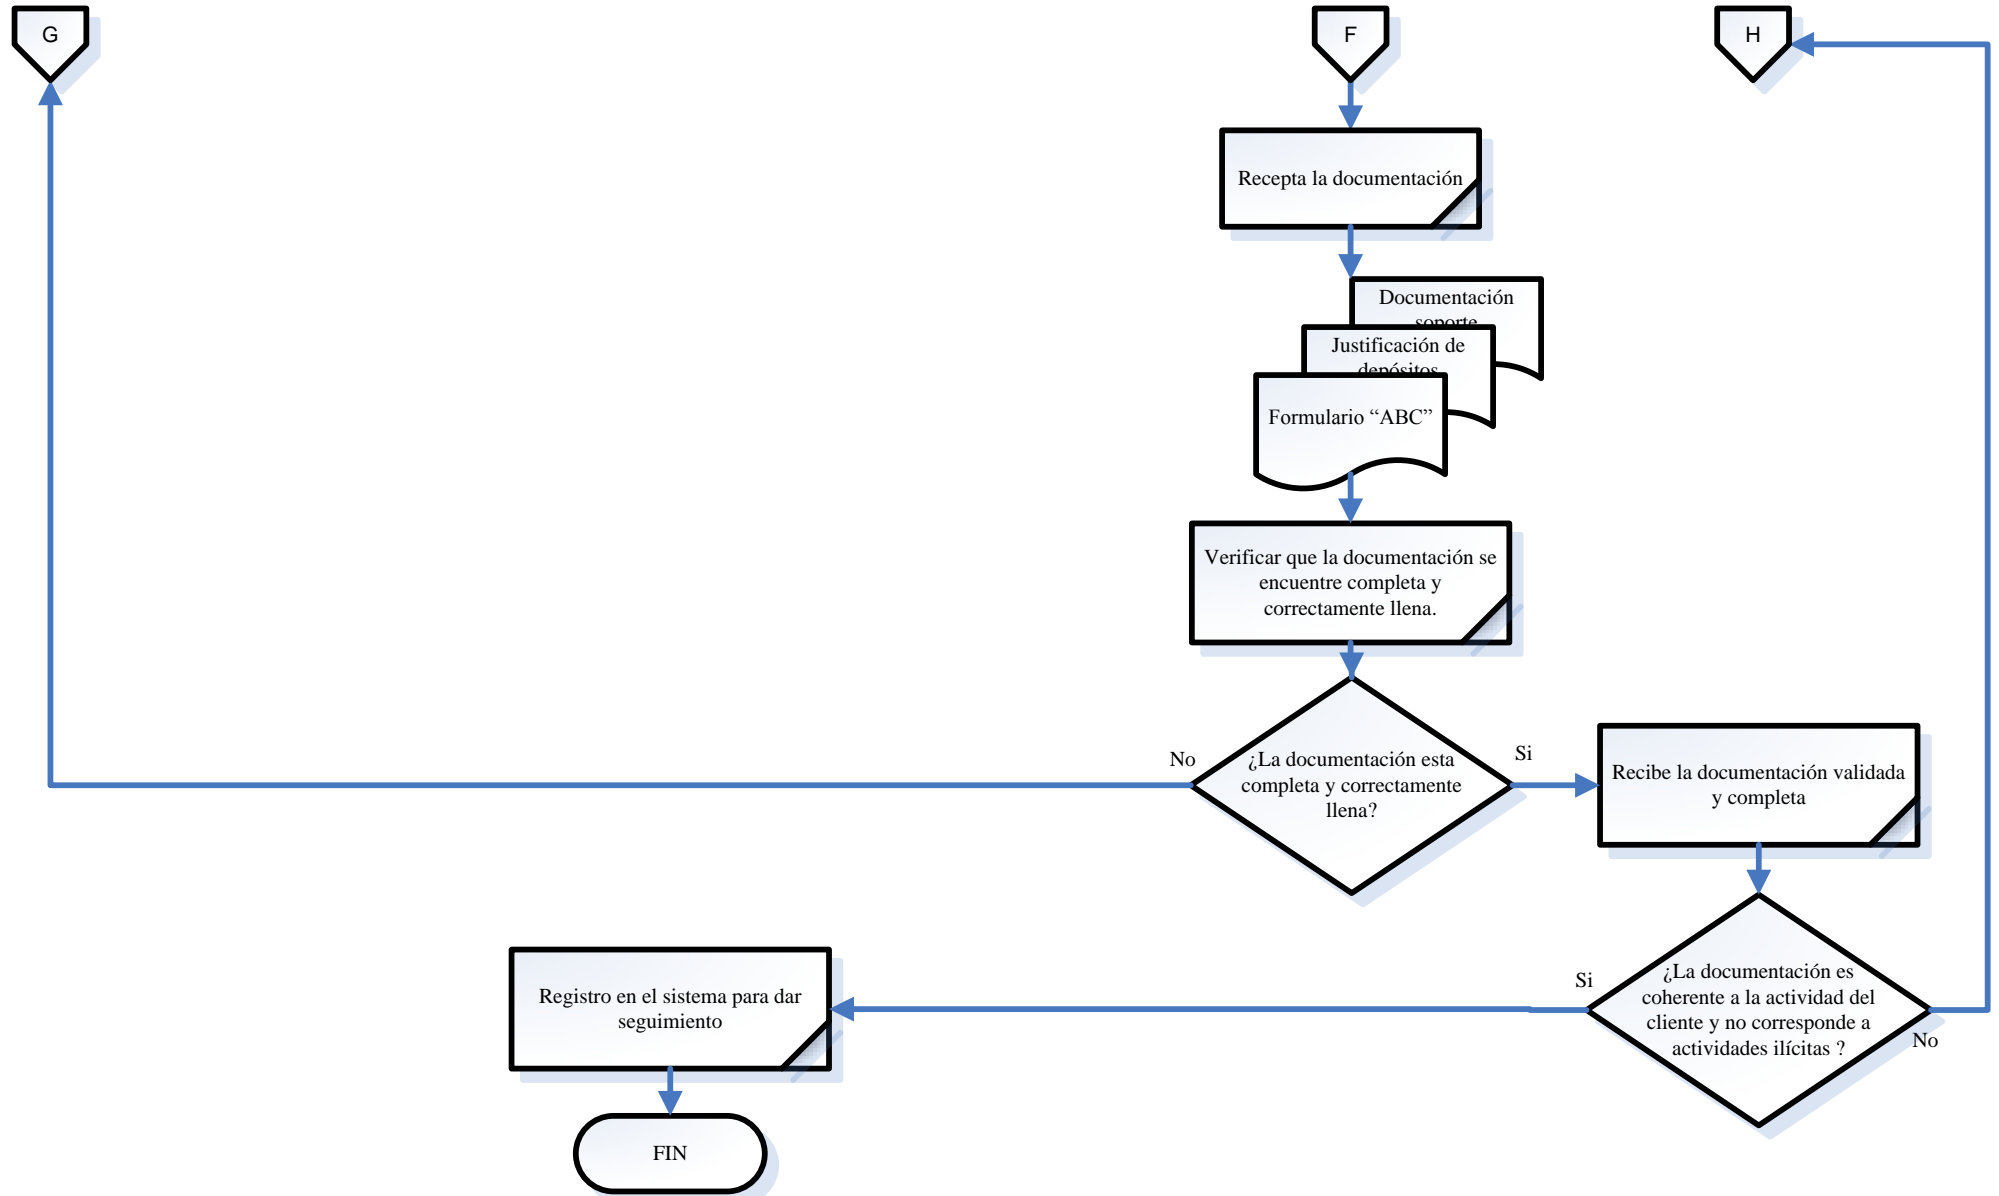 G
F
H
Recepta la documentación
Documentación
soporte
Justificación de
depósitos
Formulario “ABC”
Verificar que la documentación se
encuentre completa y
correctamente llena.
No
¿La documentación esta
completa y correctamente
llena?
Si
Recibe la documentación validada
y completa
Registro en el sistema para dar
seguimiento
Si
¿La documentación es
coherente a la actividad del
cliente y no corresponde a
actividades ilícitas ?
No
FIN